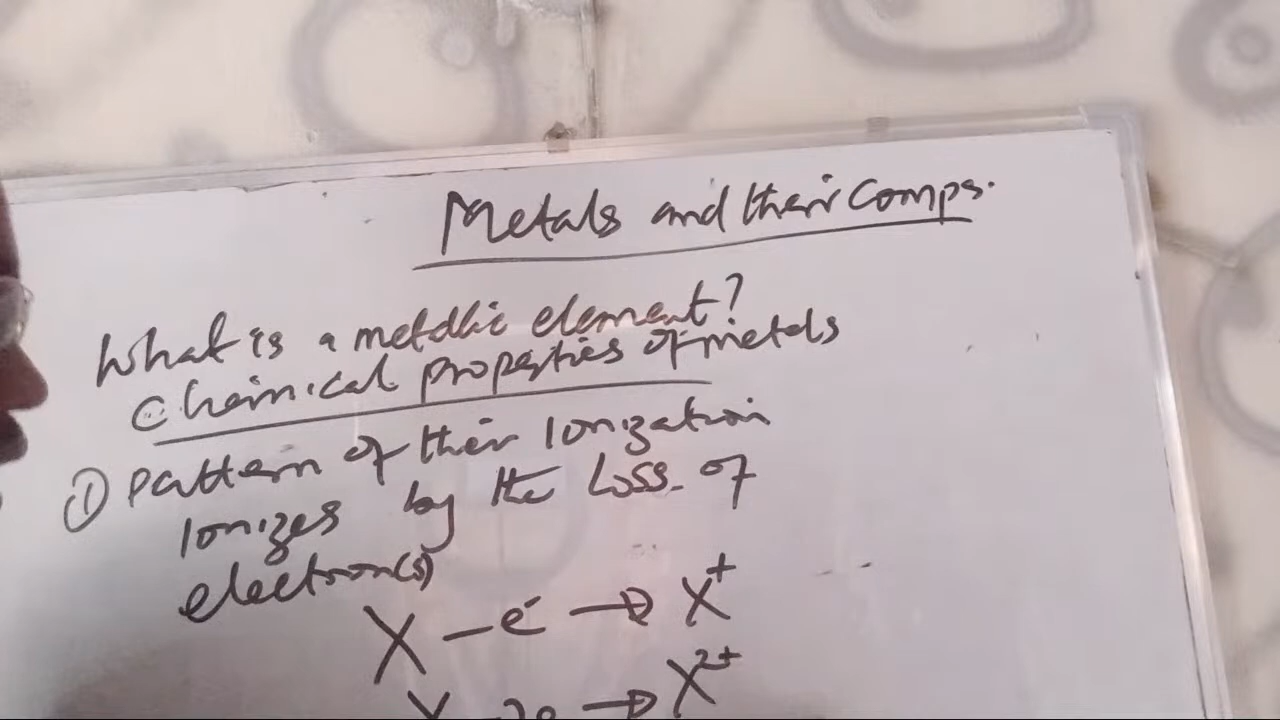 Metals and their Comps.
What is a metallic element?
Chemical properties of metals
① Pattern of their Ionization
Ionizes by the Loss of
electron(s)
X - e⁻ → X⁺
X - 2e → X²⁺